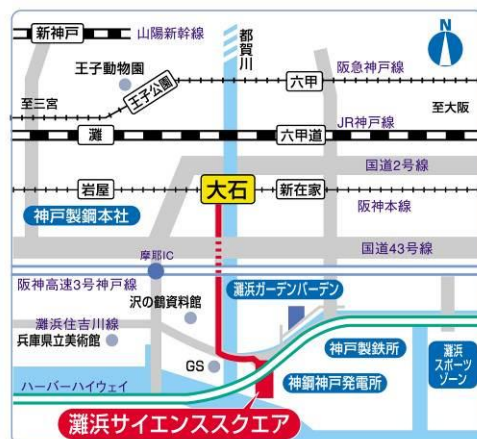 新神戸
山陽新幹線
都賀川
N
王子動物園
六甲
阪急神戸線
至三宮
王子公園
至大阪
JR神戸線
灘
六甲道
国道2号線
岩屋
大石
新在家
阪神本線
神戸製鋼本社
国道43号線
摩耶IC
阪神高速3号神戸線
灘浜ガーデンバーデン
沢の鶴資料館
灘浜住吉川線
兵庫県立美術館
神戸製鉄所
灘浜
スポーツ
ゾーン
GS
神鋼神戸発電所
ハーバーハイウェイ
灘浜サイエンススクエア